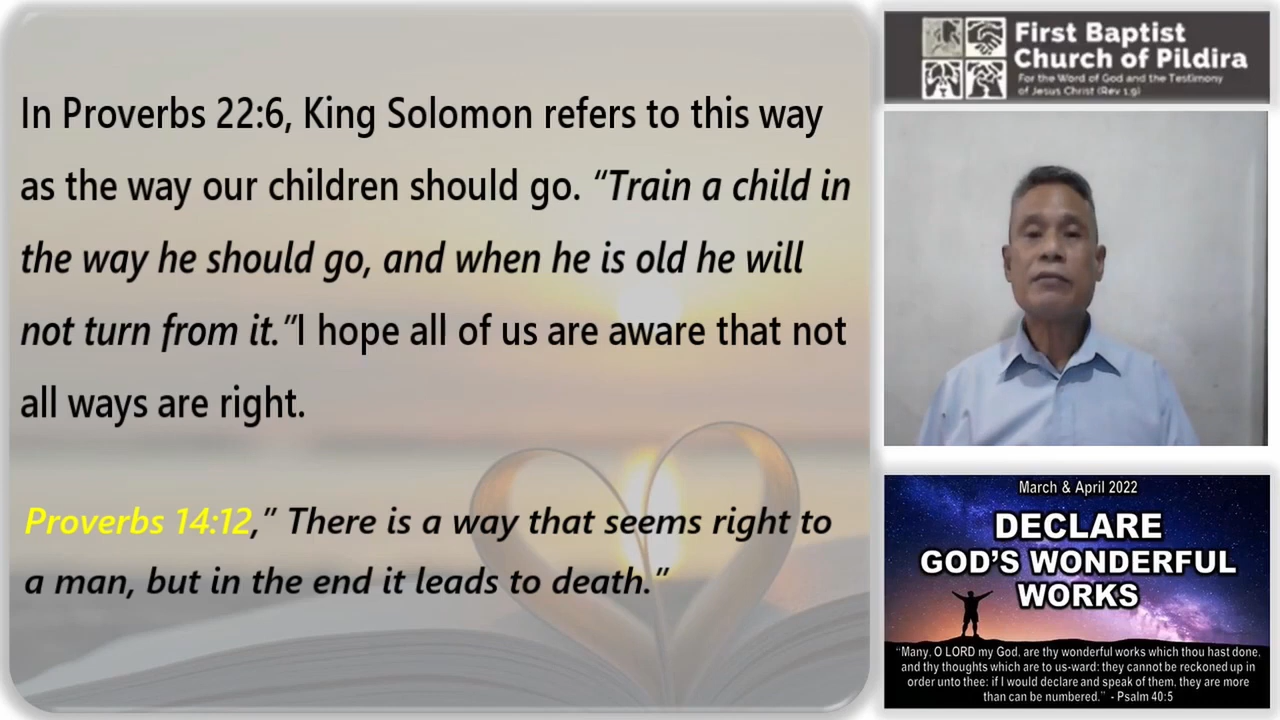 In Proverbs 22:6, King Solomon refers to this way
as the way our children should go. “Train a child in
the way he should go, and when he is old he will
not turn from it.”I hope all of us are aware that not
all ways are right.
Proverbs 14:12,” There is a way that seems right to
a man, but in the end it leads to death.”
First Baptist
Church of Pildira
For the Word of God and the Testimony
of Jesus Christ (Rev 1:9)
March & April 2022
DECLARE
GOD’S WONDERFUL
WORKS
“Many, O LORD my God, are thy wonderful works which thou hast done,
and thy thoughts which are to us-ward: they cannot be reckoned up in
order unto thee: if I would declare and speak of them, they are more
than can be numbered.” - Psalm 40:5